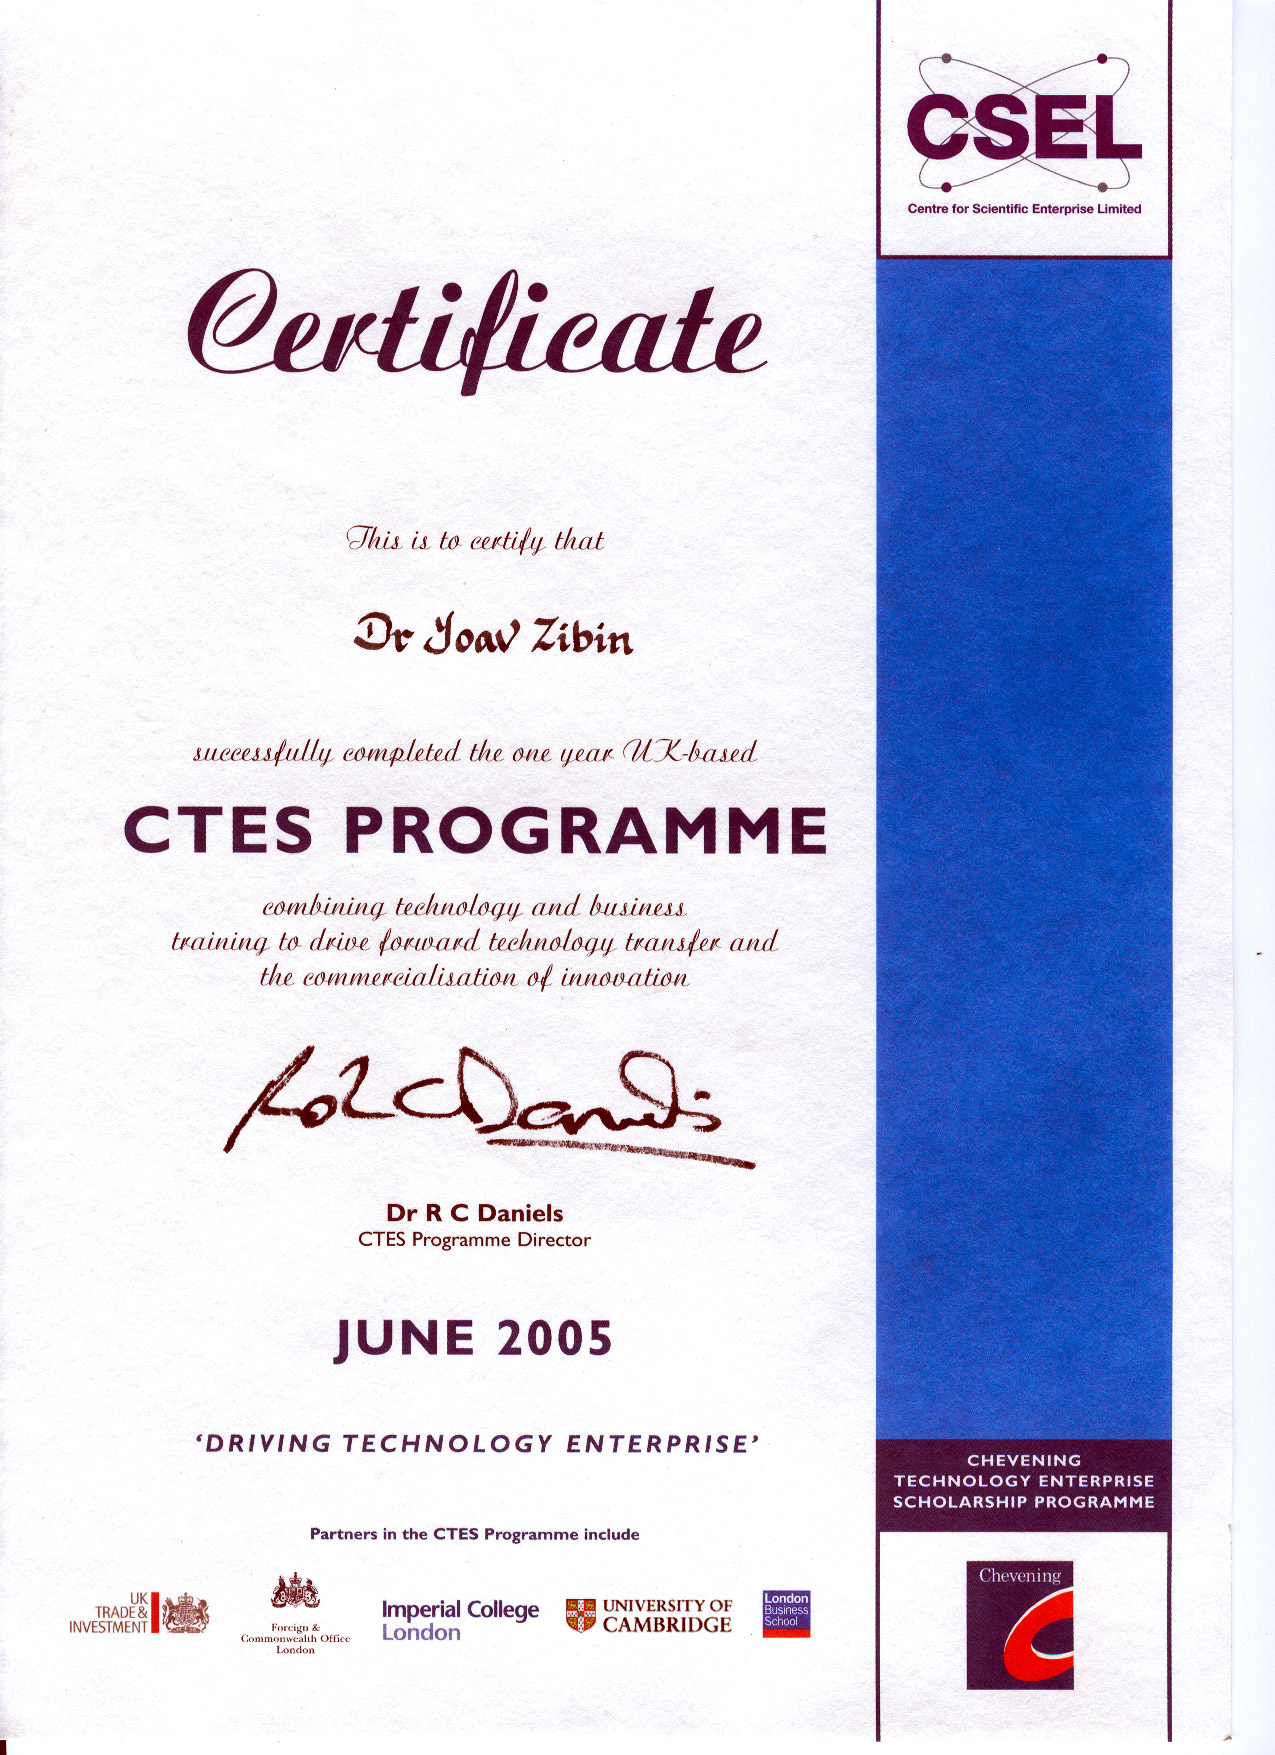 CSEL
Centre for Scientific Enterprise Limited
Certificate
This is to certify that
Dr Yoav Zibin
successfully completed the one year UK-based
CTES PROGRAMME
combining technology and business
training to drive forward technology transfer and
the commercialisation of innovation
Dr R C Daniels
CTES Programme Director
JUNE 2005
‘DRIVING TECHNOLOGY ENTERPRISE’
CHEVENING
TECHNOLOGY ENTERPRISE
SCHOLARSHIP PROGRAMME
Partners in the CTES Programme include
UK
TRADE &
INVESTMENT
Foreign &
Commonwealth Office
London
Imperial College
London
UNIVERSITY OF
CAMBRIDGE
London
Business
School
Chevening